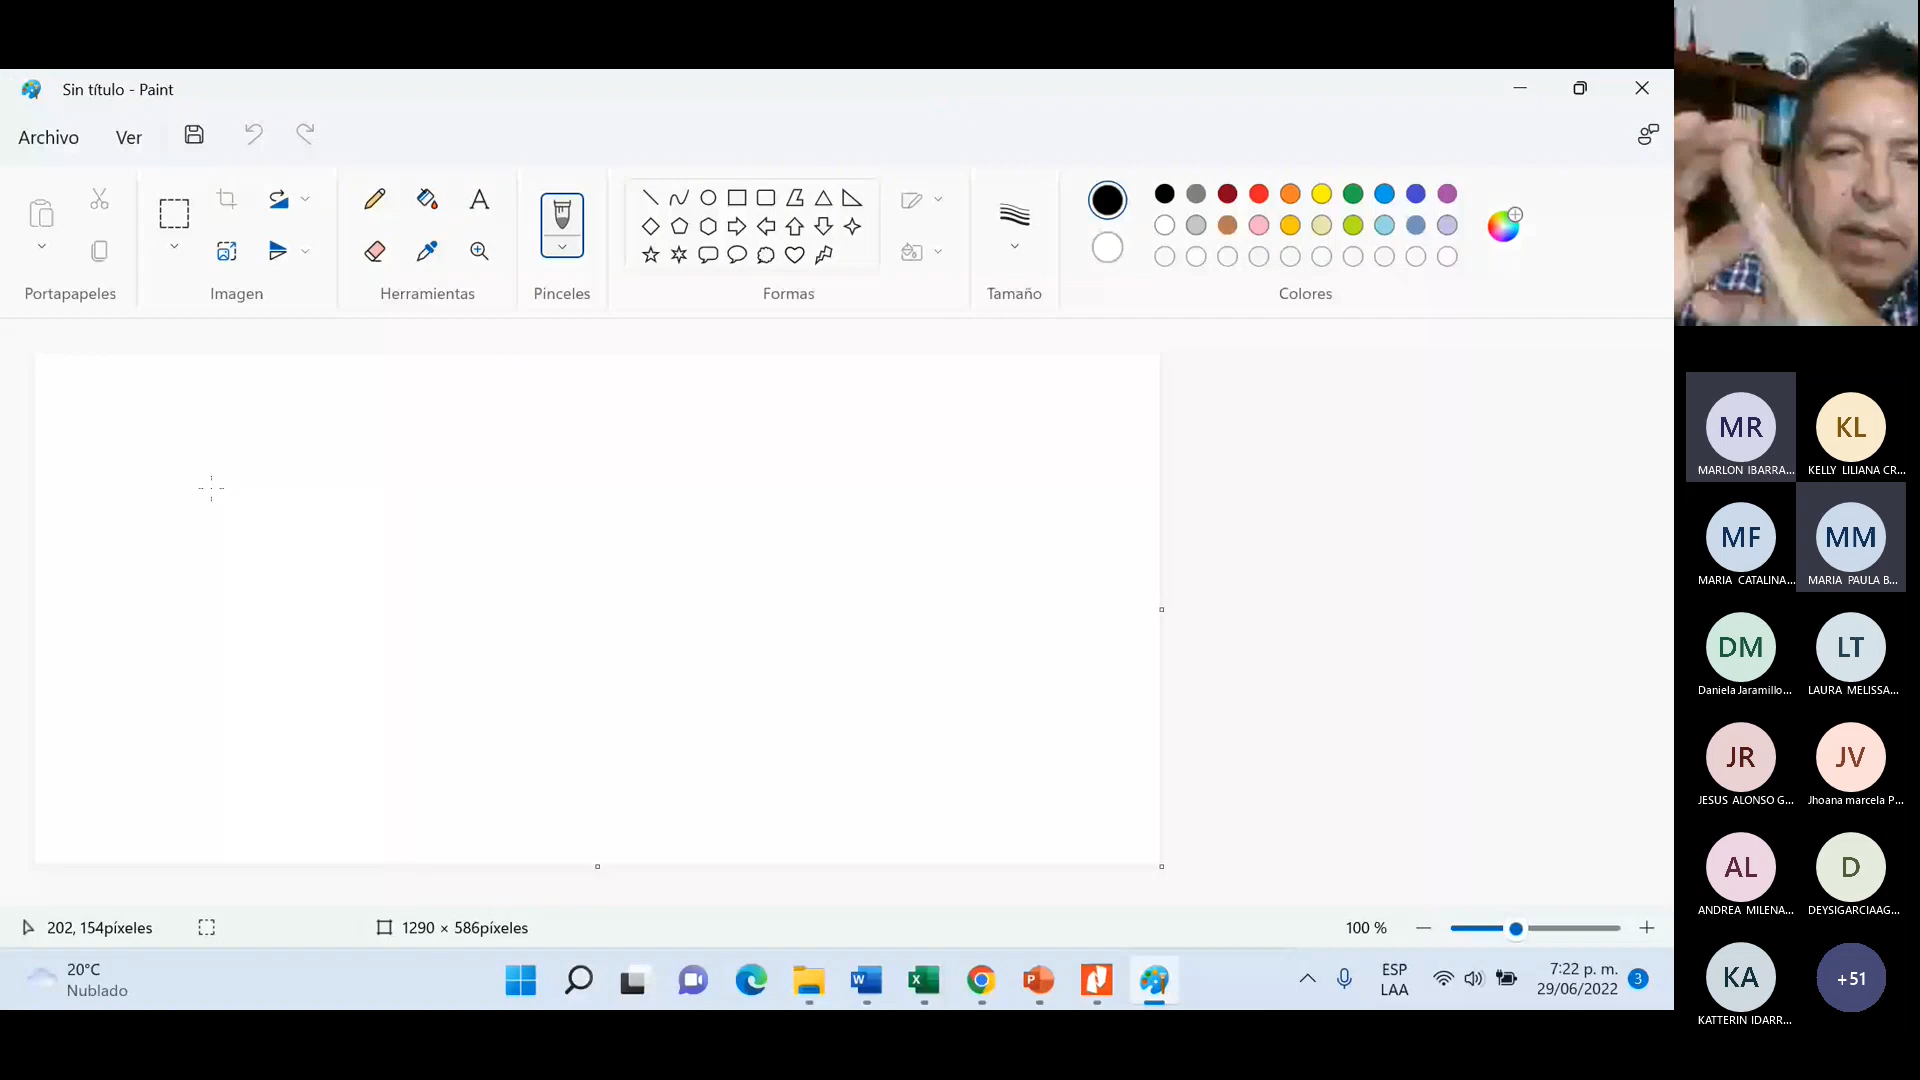 Sin título - Paint
Archivo
Ver
Portapapeles
Imagen
Herramientas
Pinceles
Formas
Tamaño
Colores
202, 154píxeles
1290 × 586píxeles
100 %
20°C
Nublado
ESP
LAA
7:22 p. m.
29/06/2022
3
MR
MARLON IBARRA...
KL
KELLY LILIANA CR...
MF
MARIA CATALINA...
MM
MARIA PAULA B...
DM
Daniela Jaramillo...
LT
LAURA MELISSA...
JR
JESUS ALONSO G...
JV
Jhoana marcela P...
AL
ANDREA MILENA...
D
DEYSIGARCIAAG...
KA
KATTERIN IDARR...
+51